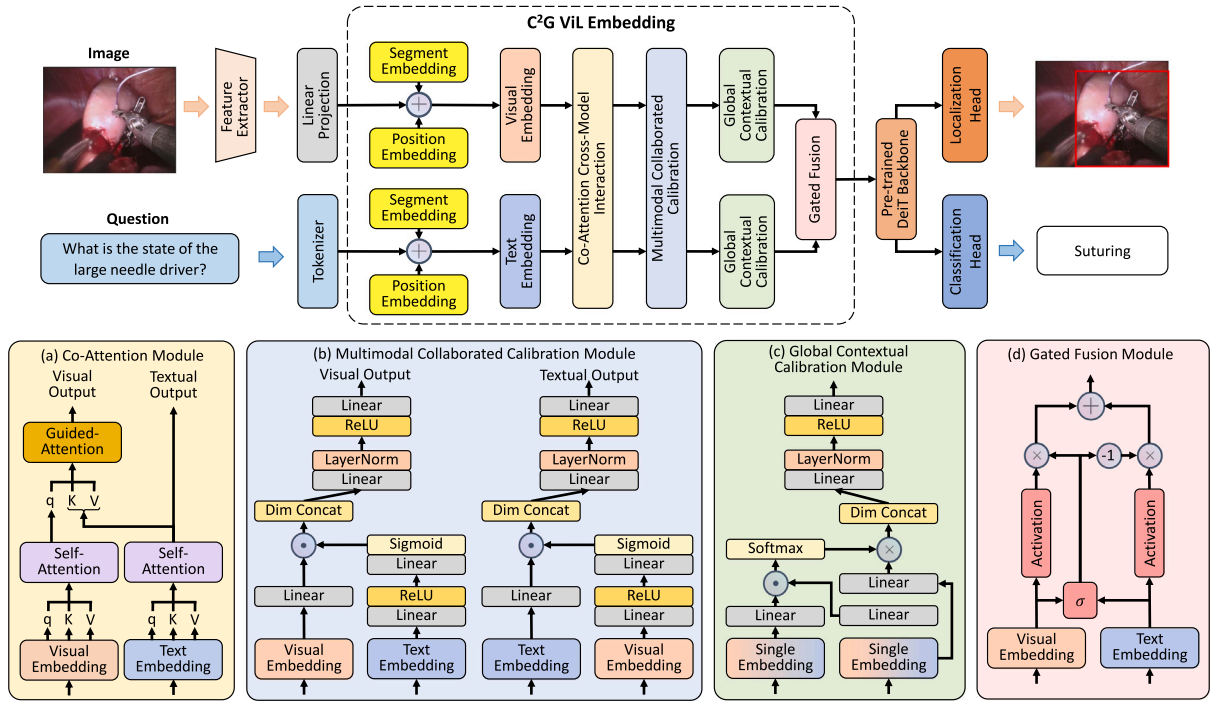 C²G ViL Embedding
Image
Feature
Extractor
Linear
Projection
Segment
Embedding
+
Position
Embedding
Visual
Embedding
Co-Attention Cross-Model
Interaction
Multimodal Collaborated
Calibration
Global
Contextual
Calibration
Gated Fusion
Pre-trained
DeiT Backbone
Localization
Head
Question
What is the state of the
large needle driver?
Tokenizer
Segment
Embedding
+
Position
Embedding
Text
Embedding
Global
Contextual
Calibration
Classification
Head
Suturing
(a) Co-Attention Module
Visual
Output
Textual
Output
Guided-
Attention
q K V
Self-
Attention
Self-
Attention
q K V
q K V
Visual
Embedding
Text
Embedding
(b) Multimodal Collaborated Calibration Module
Visual Output
Textual Output
Linear
ReLU
LayerNorm
Linear
Dim Concat
Sigmoid
Linear
Linear
ReLU
Linear
Visual
Embedding
Text
Embedding
Linear
ReLU
LayerNorm
Linear
Dim Concat
Sigmoid
Linear
Linear
ReLU
Linear
Text
Embedding
Visual
Embedding
(c) Global Contextual
Calibration Module
Linear
ReLU
LayerNorm
Linear
Dim Concat
Softmax
×
Linear
Linear
Linear
Single
Embedding
Single
Embedding
(d) Gated Fusion Module
+
×
-1
×
Activation
Activation
σ
Visual
Embedding
Text
Embedding